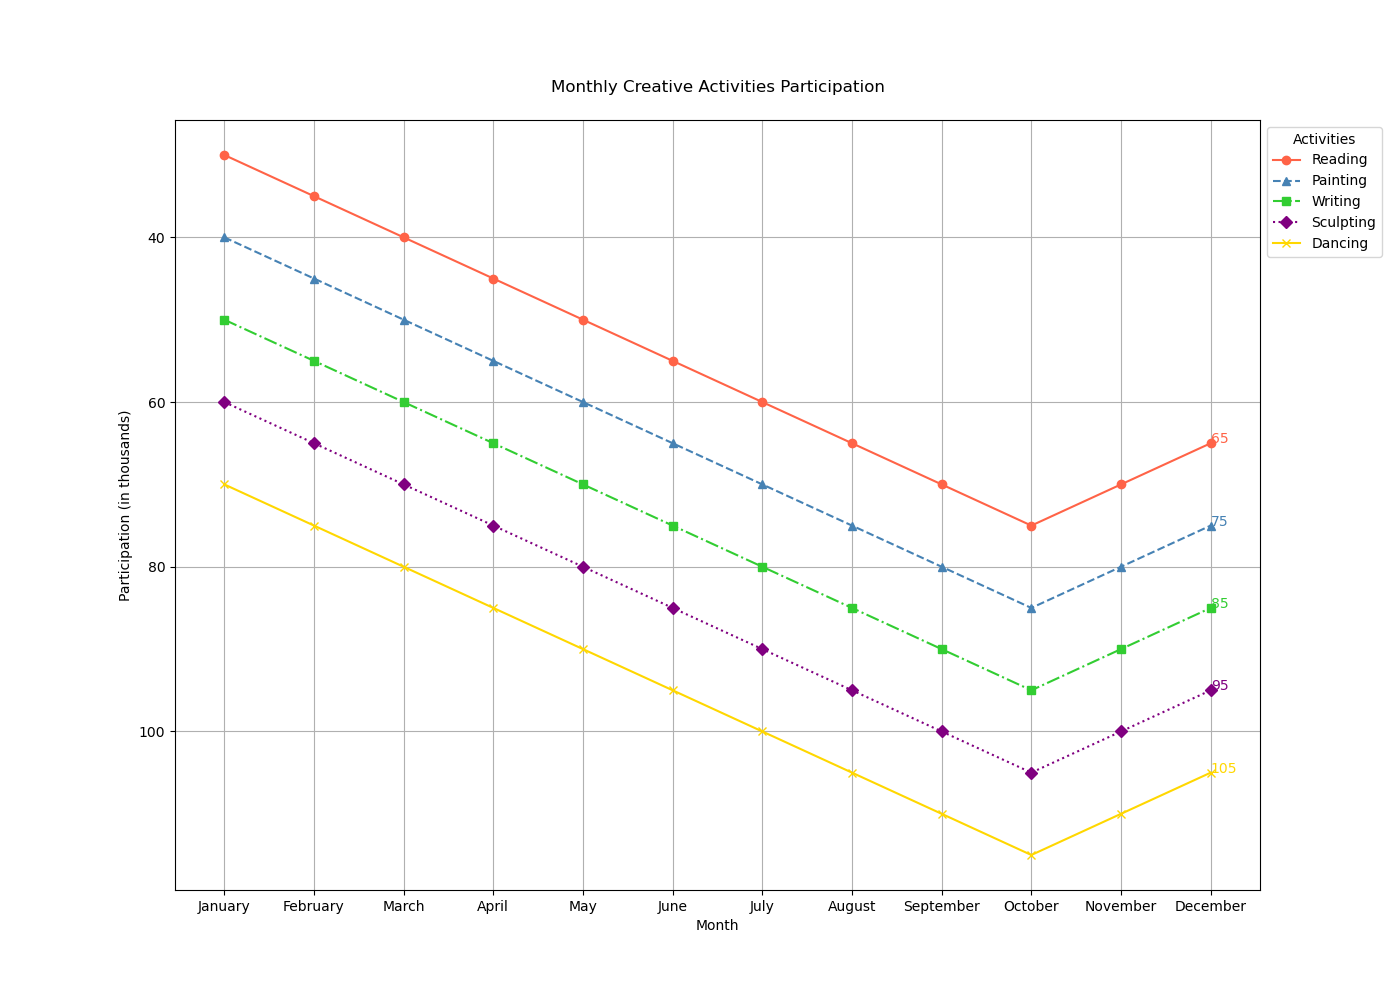 Monthly Creative Activities Participation
Activities
Reading
Painting
Writing
Sculpting
Dancing
40
60
80
100
Participation (in thousands)
65
75
85
95
105
January February March April May June July August September October November December
Month